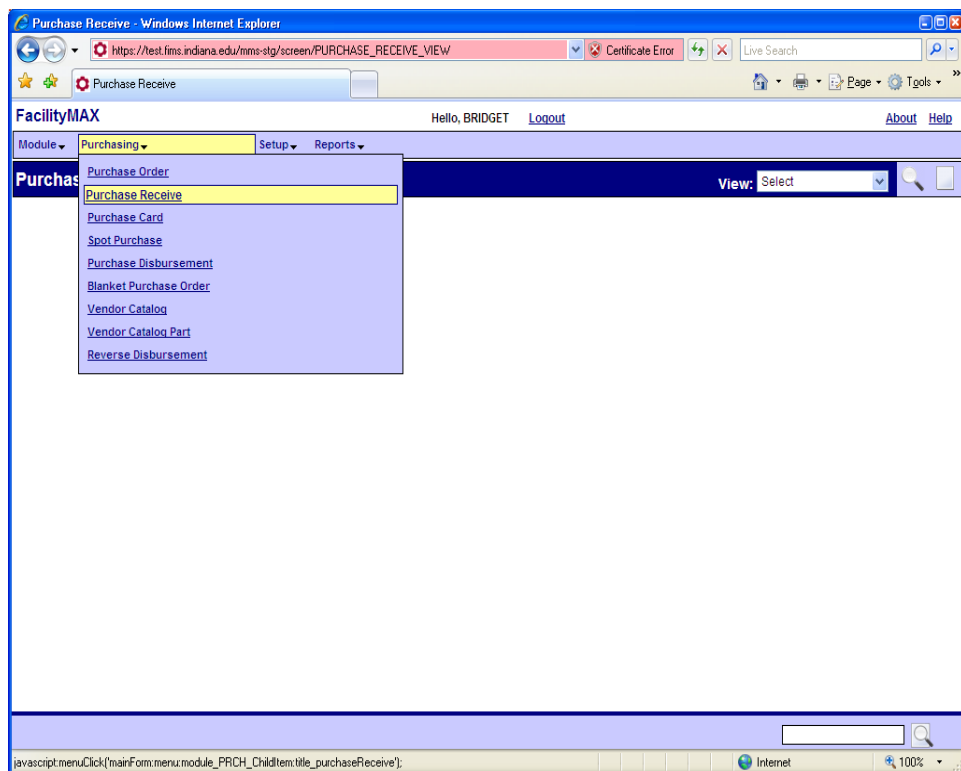 Purchase Receive - Windows Internet Explorer
https://test.fims.indiana.edu/mms-stg/screen/PURCHASE_RECEIVE_VIEW Certificate Error Live Search
Purchase Receive Page Tools »
FacilityMAX Hello, BRIDGET Logout About Help
Module Purchasing Setup Reports
Purchas View: Select
Purchase Order
Purchase Receive
Purchase Card
Spot Purchase
Purchase Disbursement
Blanket Purchase Order
Vendor Catalog
Vendor Catalog Part
Reverse Disbursement
javascript:menuClick('mainForm:menu:module_PRCH_ChildItem:title_purchaseReceive'); Internet 100%